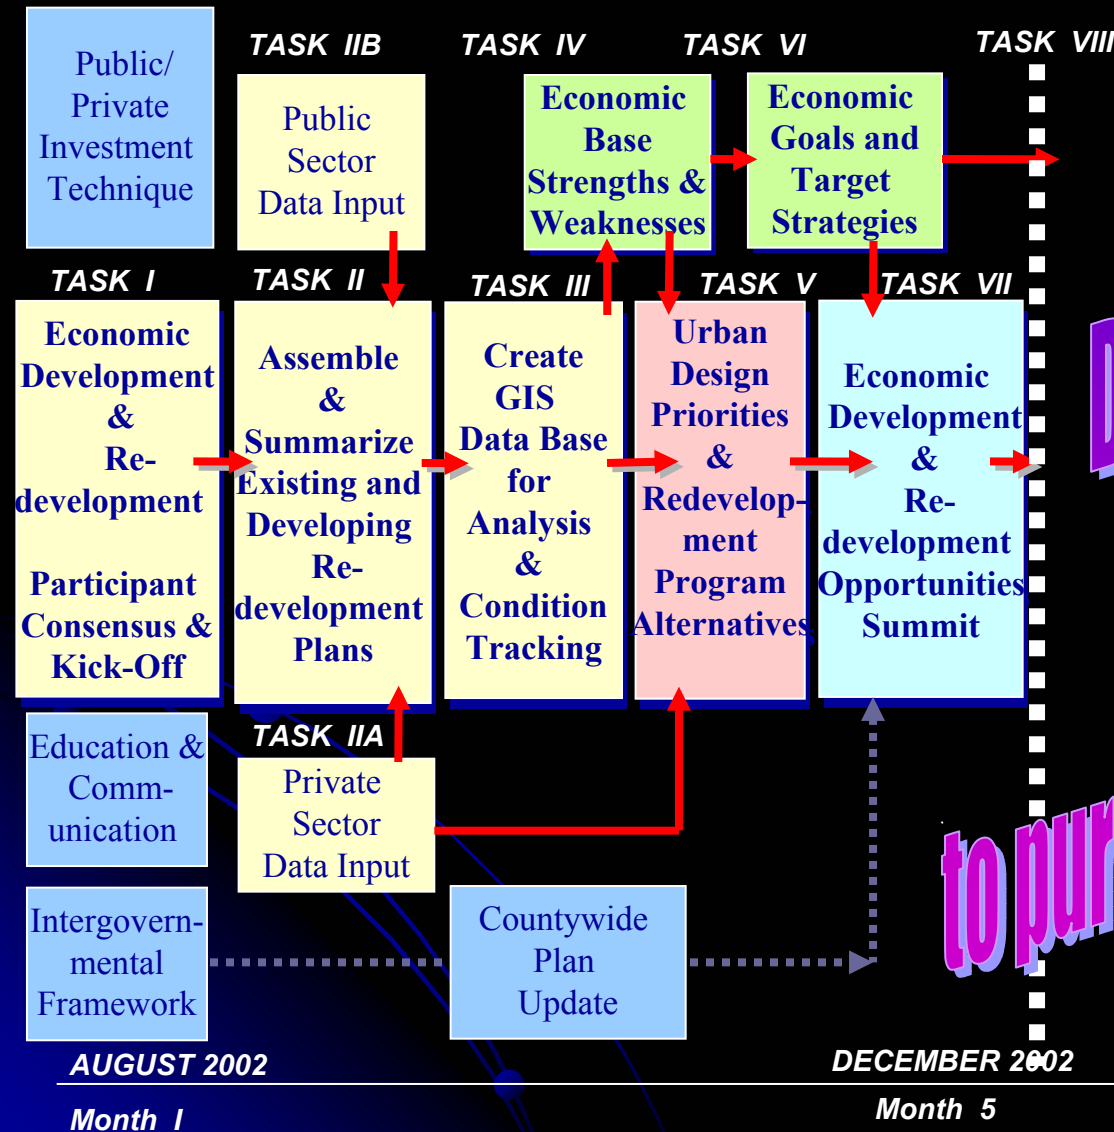 Public/
Private
Investment
Technique
TASK IIB
Public
Sector
Data Input
TASK IV
Economic
Base
Strengths &
Weaknesses
TASK VI
Economic
Goals and
Target
Strategies
TASK VIII
TASK I
Economic
Development
&
Re-
development
Participant
Consensus &
Kick-Off
TASK II
Assemble
&
Summarize
Existing and
Developing
Re-
development
Plans
TASK III
Create
GIS
Data Base
for
Analysis
&
Condition
Tracking
TASK V
Urban
Design
Priorities
&
Redevelop-
ment
Program
Alternatives
TASK VII
Economic
Development
&
Re-
development
Opportunities
Summit
Education &
Comm-
unication
TASK IIA
Private
Sector
Data Input
Intergovern-
mental
Framework
Countywide
Plan
Update
to
AUGUST 2002
DECEMBER 2002
Month I
Month 5